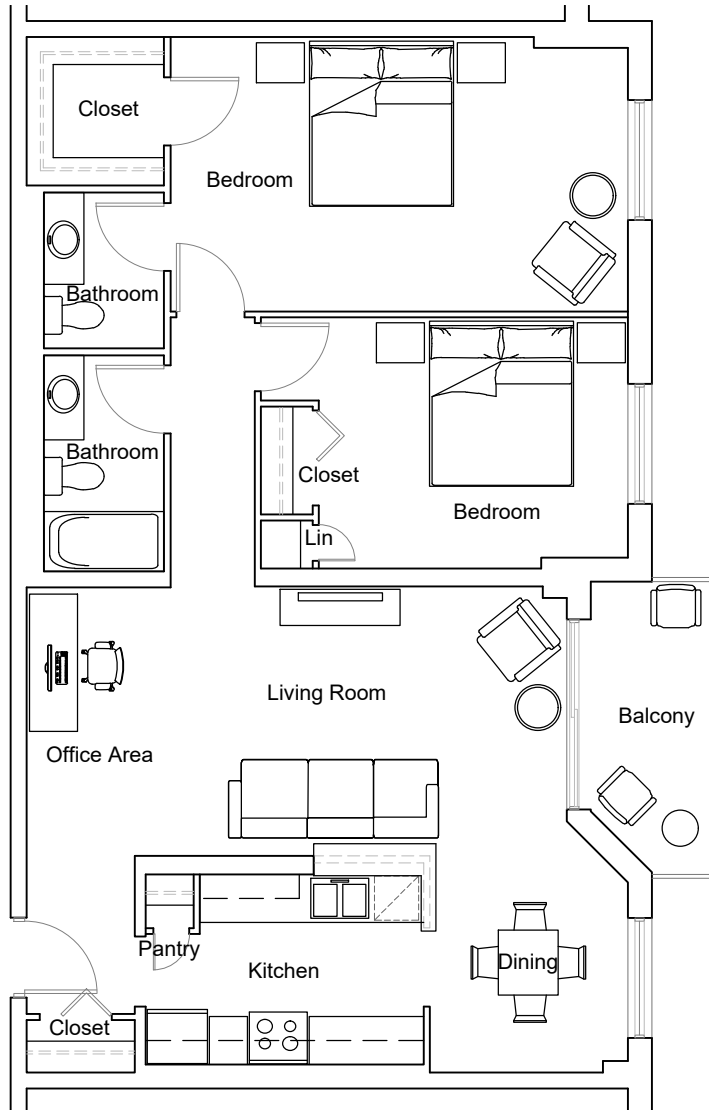 Closet
Bedroom
Bathroom
Bathroom
Closet
Bedroom
Lin
Living Room
Balcony
Office Area
Pantry
Kitchen
Dining
Closet